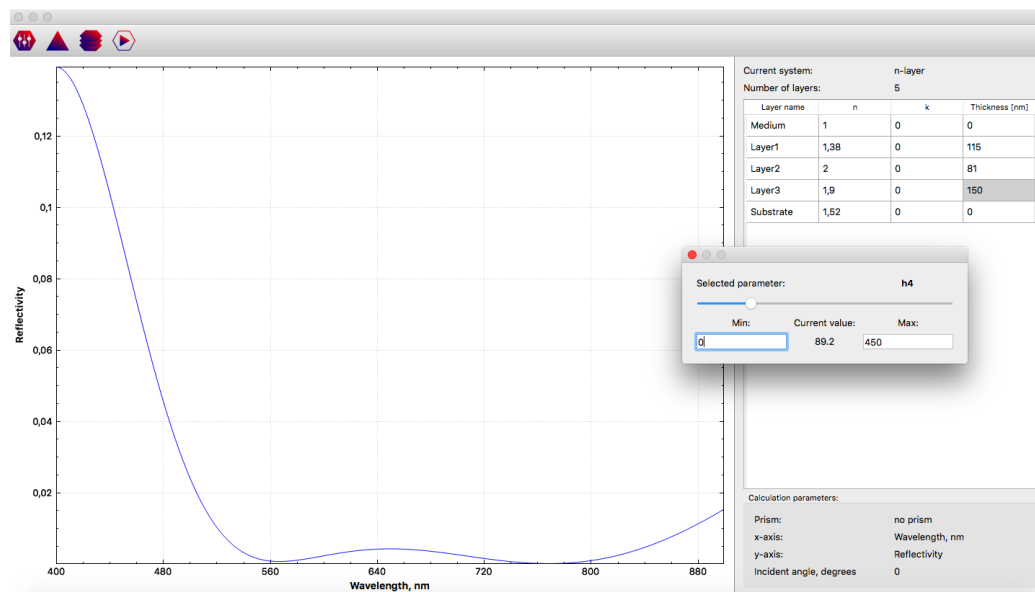 Current system: n-layer
Number of layers: 5
Layer name n k Thickness [nm]
Medium 1 0 0
Layer1 1,38 0 115
Layer2 2 0 81
Layer3 1,9 0 150
Substrate 1,52 0 0
Selected parameter: h4
Min: Current value: Max:
0 89.2 450
Calculation parameters:
Prism: no prism
x-axis: Wavelength, nm
y-axis: Reflectivity
Incident angle, degrees 0
Reflectivity
0,12
0,1
0,08
0,06
0,04
0,02
400 480 560 640 720 800 880
Wavelength, nm